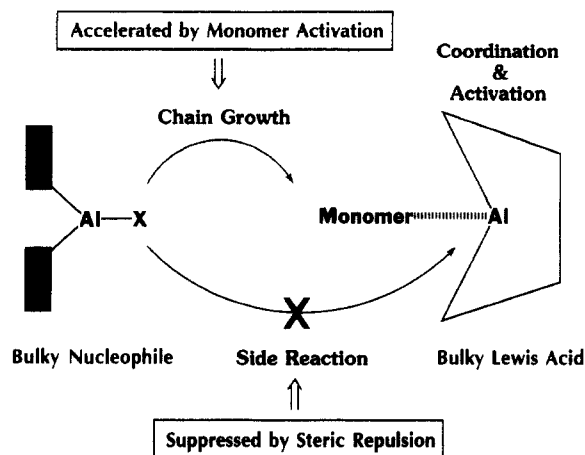 Accelerated by Monomer Activation
Coordination
&
Activation
Chain Growth
Al—X
Monomer
Al
X
Bulky Nucleophile
Side Reaction
Bulky Lewis Acid
Suppressed by Steric Repulsion